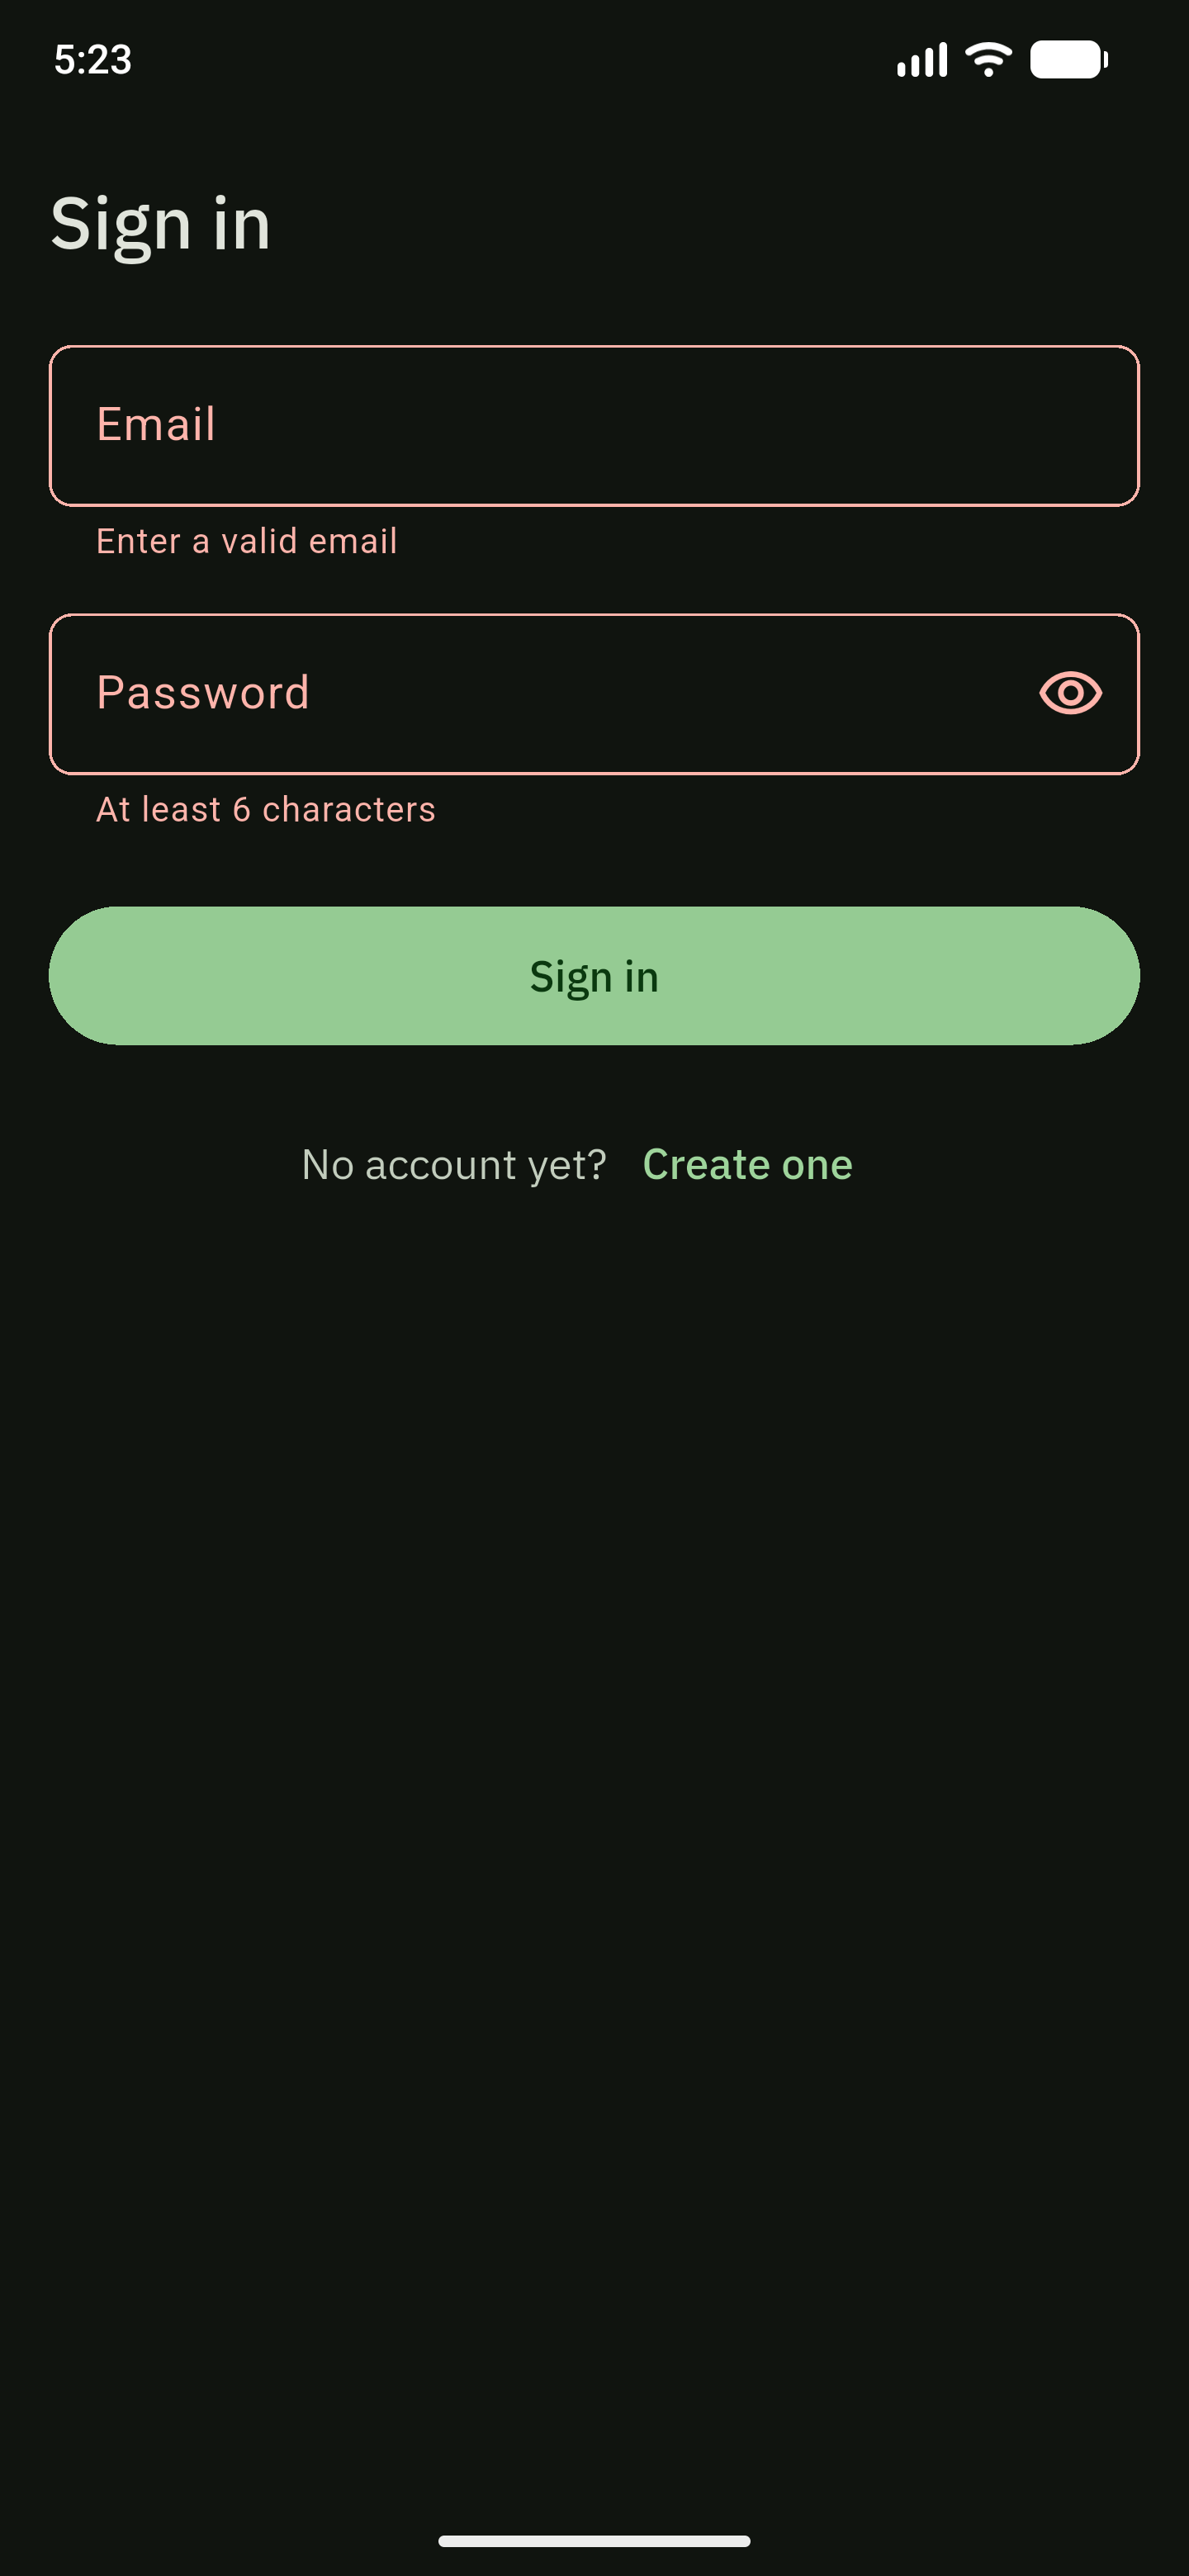 5:23
Sign in
Email
Enter a valid email
Password
At least 6 characters
Sign in
No account yet? Create one